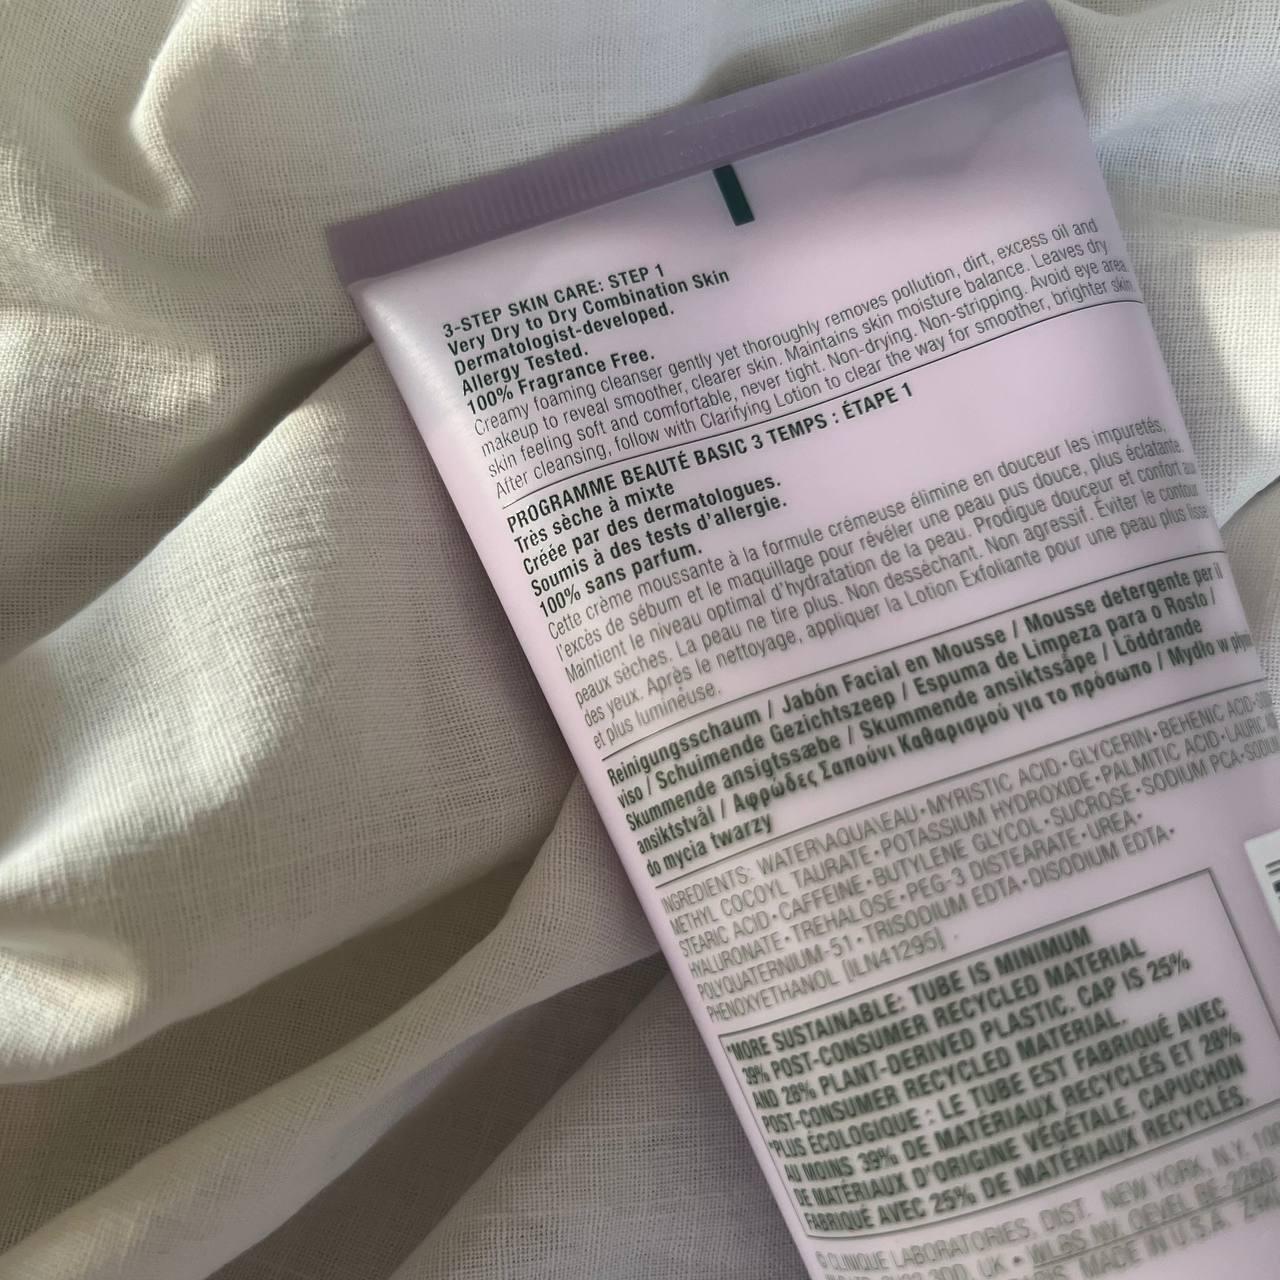 3-STEP SKIN CARE: STEP 1
Very Dry to Dry Combination Skin
Dermatologist-developed.
Allergy Tested.
100% Fragrance Free.
Creamy foaming cleanser gently yet thoroughly removes pollution, dirt, excess oil and
makeup to reveal smoother, clearer skin. Maintains skin moisture balance. Leaves dry
skin feeling soft and comfortable, never tight. Non-drying. Non-stripping. Avoid eye area.
After cleansing, follow with Clarifying Lotion to clear the way for smoother, brighter skin.
PROGRAMME BEAUTÉ BASIC 3 TEMPS : ÉTAPE 1
Très sèche à mixte
Créée par des dermatologues.
Soumis à des tests d'allergie.
100% sans parfum.
Cette crème moussante à la formule crémeuse élimine en douceur les impuretés,
l'excès de sébum et le maquillage pour révéler une peau pus douce, plus éclatante.
Maintient le niveau optimal d'hydratation de la peau. Prodigue douceur et confort aux
peaux sèches. La peau ne tire plus. Non desséchant. Non agressif. Éviter le contour
des yeux. Après le nettoyage, appliquer la Lotion Exfoliante pour une peau plus lisse
et plus lumineuse.
Reinigungsschaum / Jabón Facial en Mousse / Mousse detergente per il
viso / Schuimende Gezichtszeep / Espuma de Limpeza para o Rosto /
Skummende ansigtssæbe / Skummende ansiktssåpe / Löddrande
ansiktstvål / Αφρώδες Σαπούνι Καθαρισμού για το πρόσωπο / Mydło w
do mycia twarzy
INGREDIENTS: WATER\AQUA\EAU • MYRISTIC ACID • GLYCERIN • BEHENIC ACID •
METHYL COCOYL TAURATE • POTASSIUM HYDROXIDE • PALMITIC ACID • LAURIC
STEARIC ACID • CAFFEINE • BUTYLENE GLYCOL • SUCROSE • SODIUM PCA • SODIUM
HYALURONATE • TREHALOSE • PEG-3 DISTEARATE • UREA •
POLYQUATERNIUM-51 • TRISODIUM EDTA • DISODIUM EDTA •
PHENOXYETHANOL [ILN41295]
*MORE SUSTAINABLE: TUBE IS MINIMUM
39% POST-CONSUMER RECYCLED MATERIAL
AND 28% PLANT-DERIVED PLASTIC. CAP IS 25%
POST-CONSUMER RECYCLED MATERIAL.
*PLUS ÉCOLOGIQUE : LE TUBE EST FABRIQUÉ AVEC
AU MOINS 39% DE MATÉRIAUX RECYCLÉS ET 28%
DE MATÉRIAUX D'ORIGINE VÉGÉTALE. CAPUCHON
FABRIQUÉ AVEC 25% DE MATÉRIAUX RECYCLÉS.
© CLINIQUE LABORATORIES, DIST. NEW YORK, N.Y.
UK • WLBS NV, OEVEL BE-2260
MADE IN U.S.A.